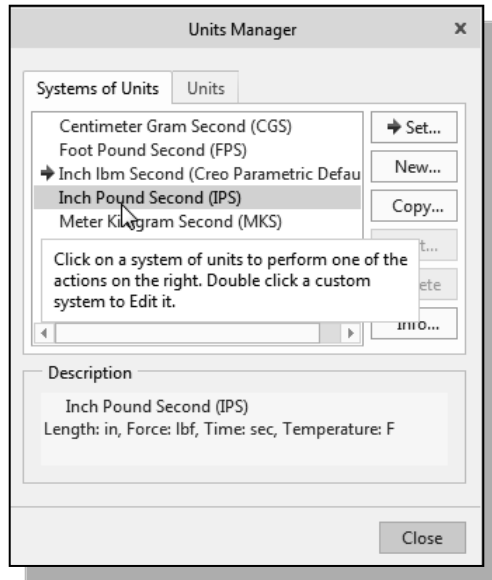 Units Manager
x
Systems of Units
Units
Centimeter Gram Second (CGS)
Foot Pound Second (FPS)
Inch lbm Second (Creo Parametric Defau
Inch Pound Second (IPS)
Meter Kilogram Second (MKS)
Set...
New...
Copy...
t...
ete
Info...
Click on a system of units to perform one of the
actions on the right. Double click a custom
system to Edit it.
Description
Inch Pound Second (IPS)
Length: in, Force: lbf, Time: sec, Temperature: F
Close